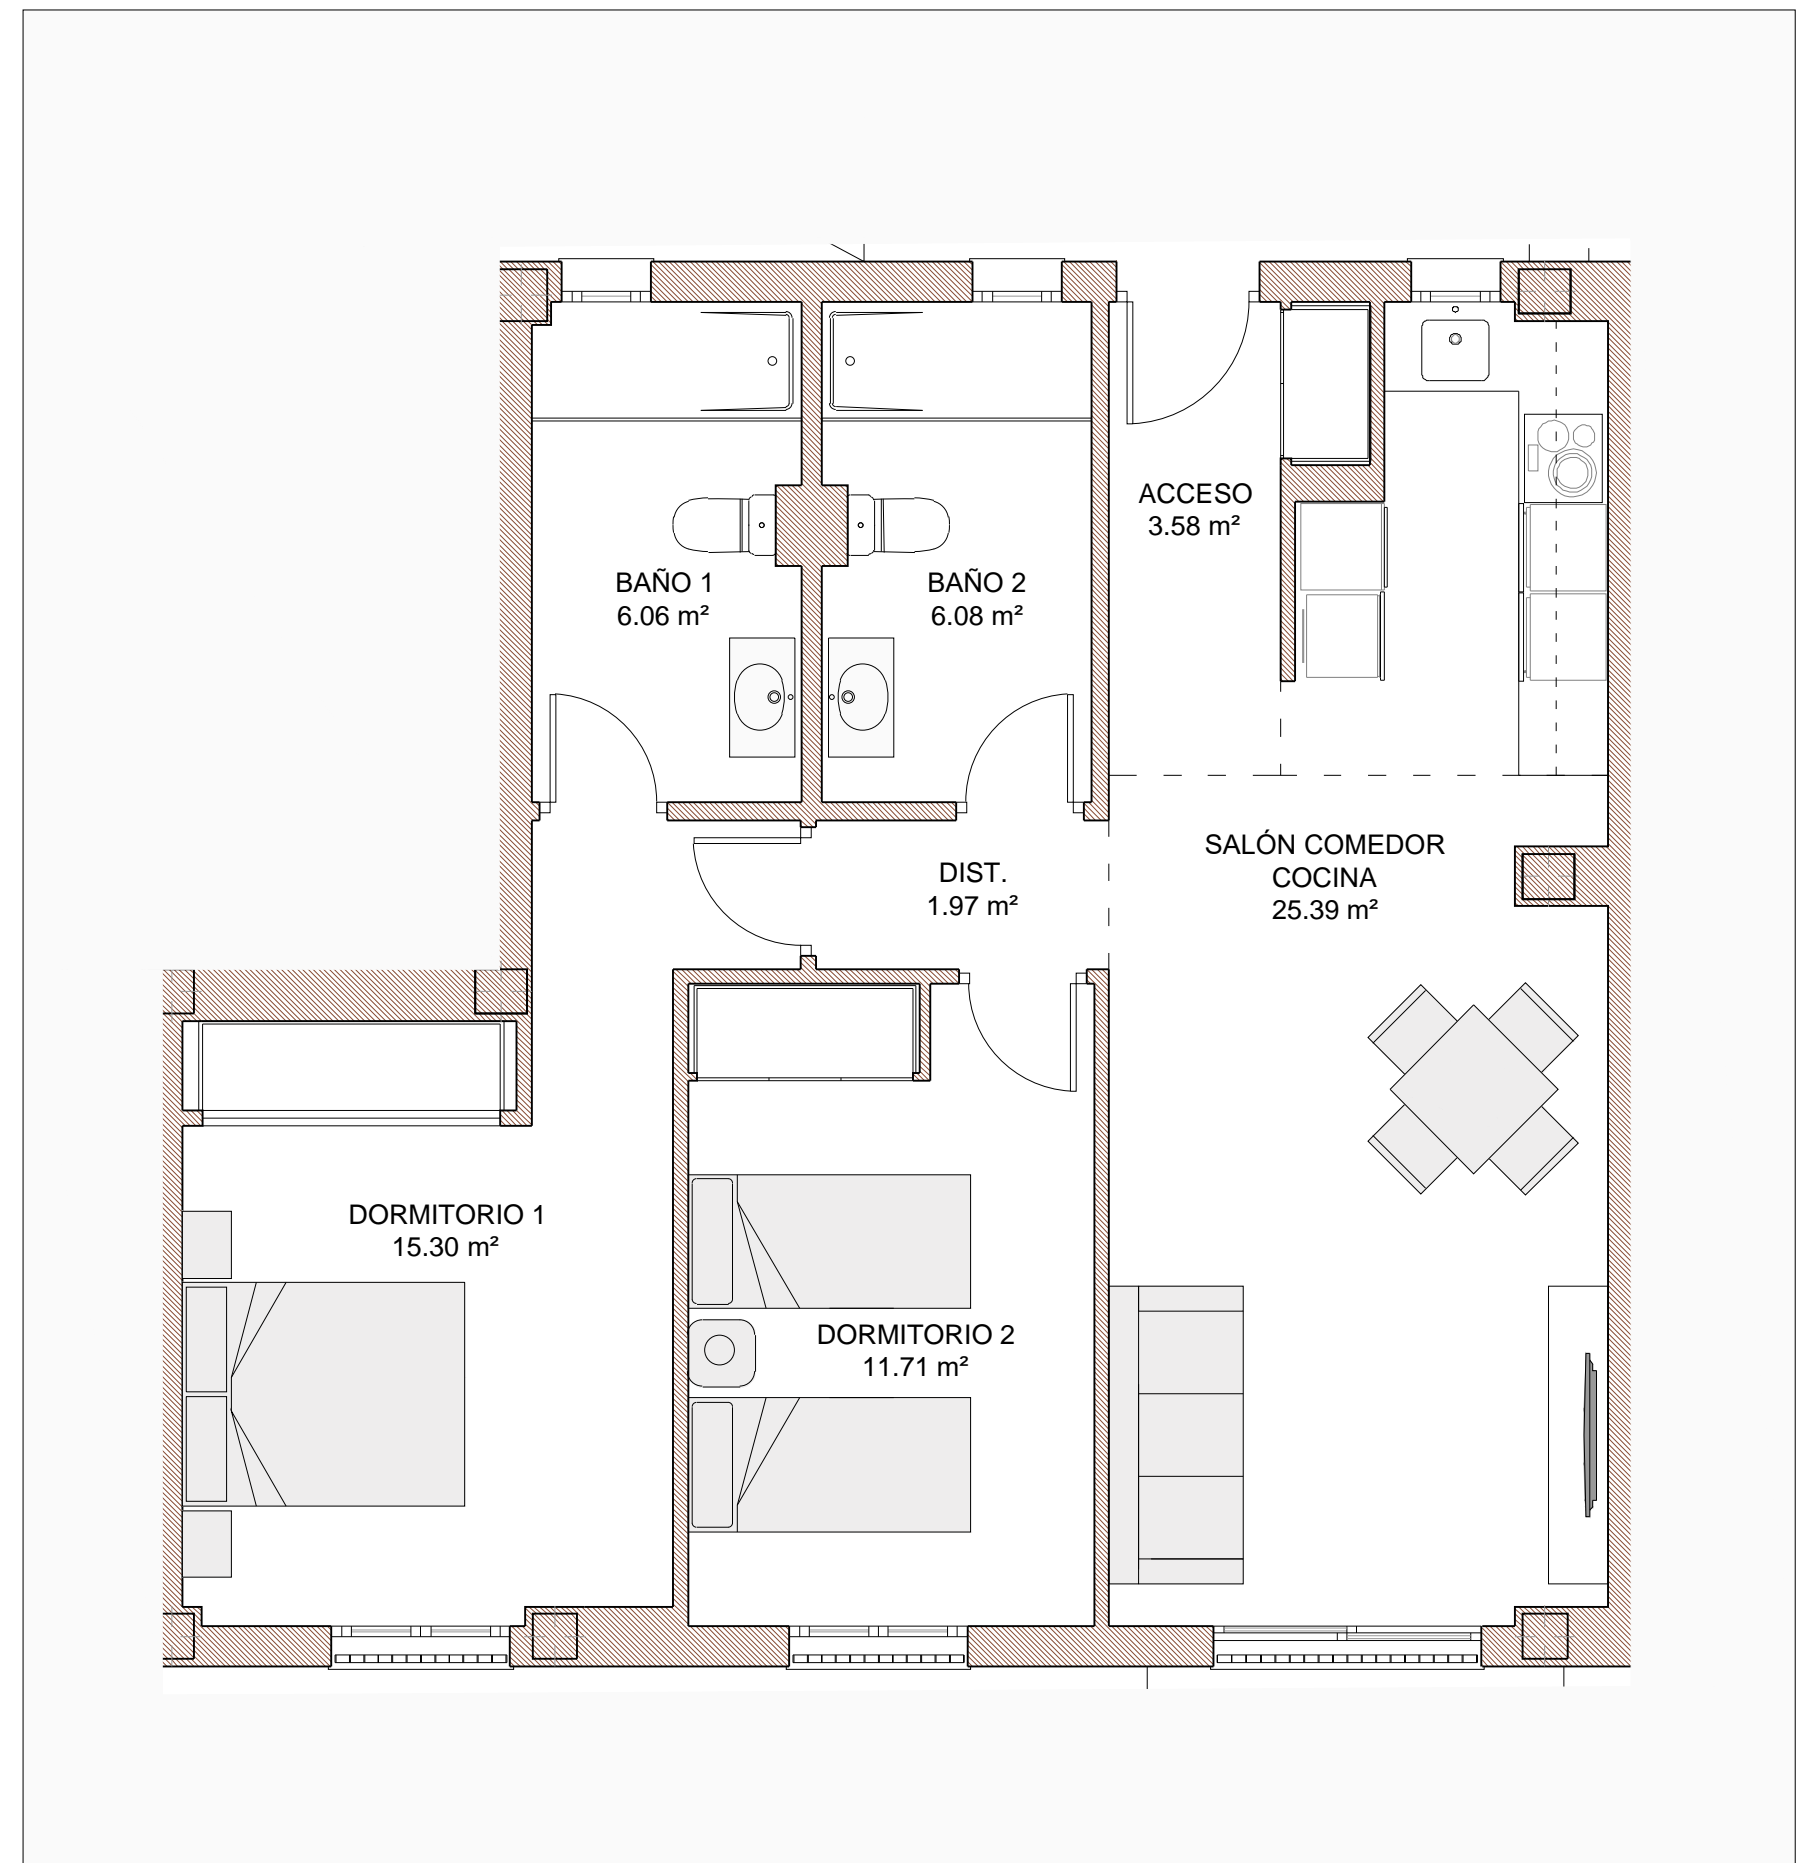 ACCESO
3.58 m²
BAÑO 1
6.06 m²
BAÑO 2
6.08 m²
SALÓN COMEDOR
COCINA
25.39 m²
DIST.
1.97 m²
DORMITORIO 1
15.30 m²
DORMITORIO 2
11.71 m²